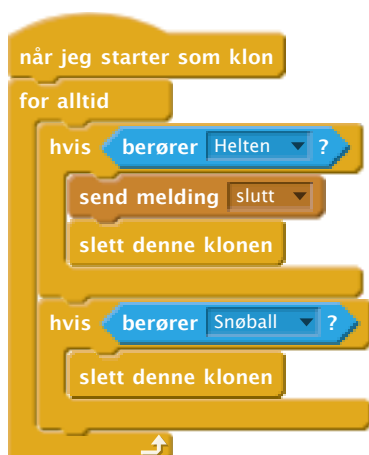 når jeg starter som klon
for alltid
hvis berører Helten ?
send melding slutt
slett denne klonen
hvis berører Snøball ?
slett denne klonen